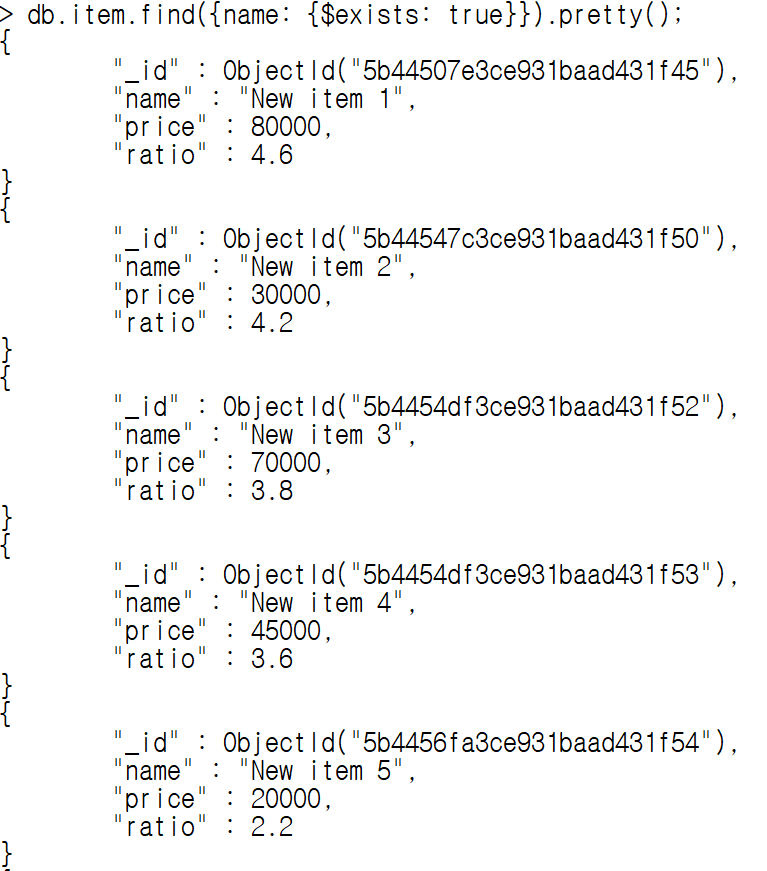 > db.item.find({name: {$exists: true}}).pretty();
{
"_id" : ObjectId("5b44507e3ce931baad431f45"),
"name" : "New item 1",
"price" : 80000,
"ratio" : 4.6
}
{
"_id" : ObjectId("5b44547c3ce931baad431f50"),
"name" : "New item 2",
"price" : 30000,
"ratio" : 4.2
}
{
"_id" : ObjectId("5b4454df3ce931baad431f52"),
"name" : "New item 3",
"price" : 70000,
"ratio" : 3.8
}
{
"_id" : ObjectId("5b4454df3ce931baad431f53"),
"name" : "New item 4",
"price" : 45000,
"ratio" : 3.6
}
{
"_id" : ObjectId("5b4456fa3ce931baad431f54"),
"name" : "New item 5",
"price" : 20000,
"ratio" : 2.2
}